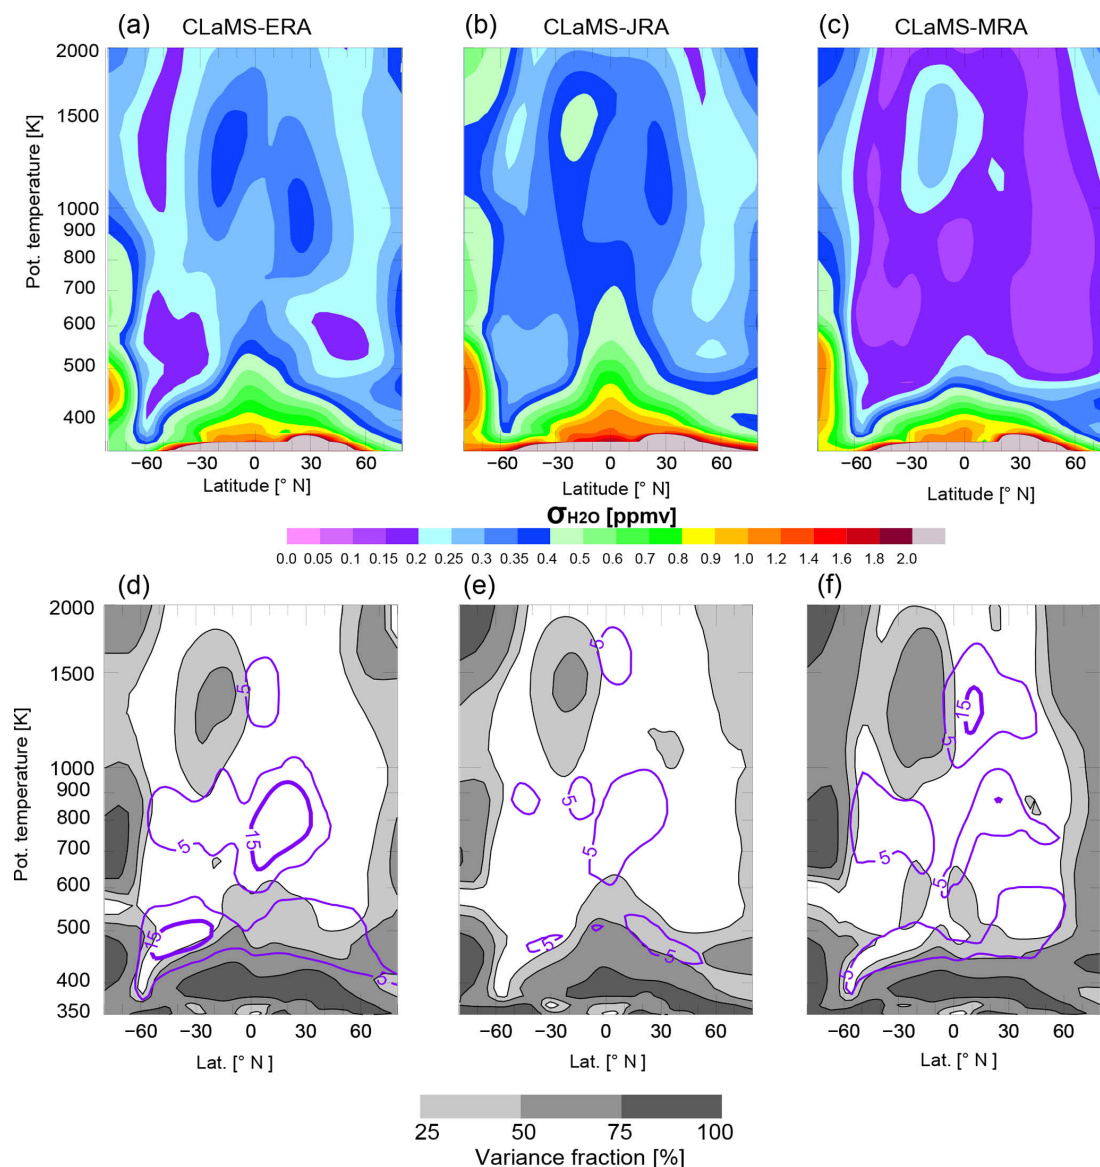 (a) CLaMS-ERA (b) CLaMS-JRA (c) CLaMS-MRA
2000
1500
1000
900
800
700
600
500
400
Pot. temperature [K]
−60 −30 0 30 60 −60 −30 0 30 60 −60 −30 0 30 60
Latitude [° N] Latitude [° N] Latitude [° N]
σH2O [ppmv]
0.0 0.05 0.1 0.15 0.2 0.25 0.3 0.35 0.4 0.5 0.6 0.7 0.8 0.9 1.0 1.2 1.4 1.6 1.8 2.0
(d) (e) (f)
2000
1500
1000
900
800
700
600
500
400
350
Pot. temperature [K]
5 5 5
15
5
5 5
15 5 5
15 5 5
5 5 5
−60 −30 0 30 60 −60 −30 0 30 60 −60 −30 0 30 60
Lat. [° N] Lat. [° N] Lat. [° N]
25 50 75 100
Variance fraction [%]